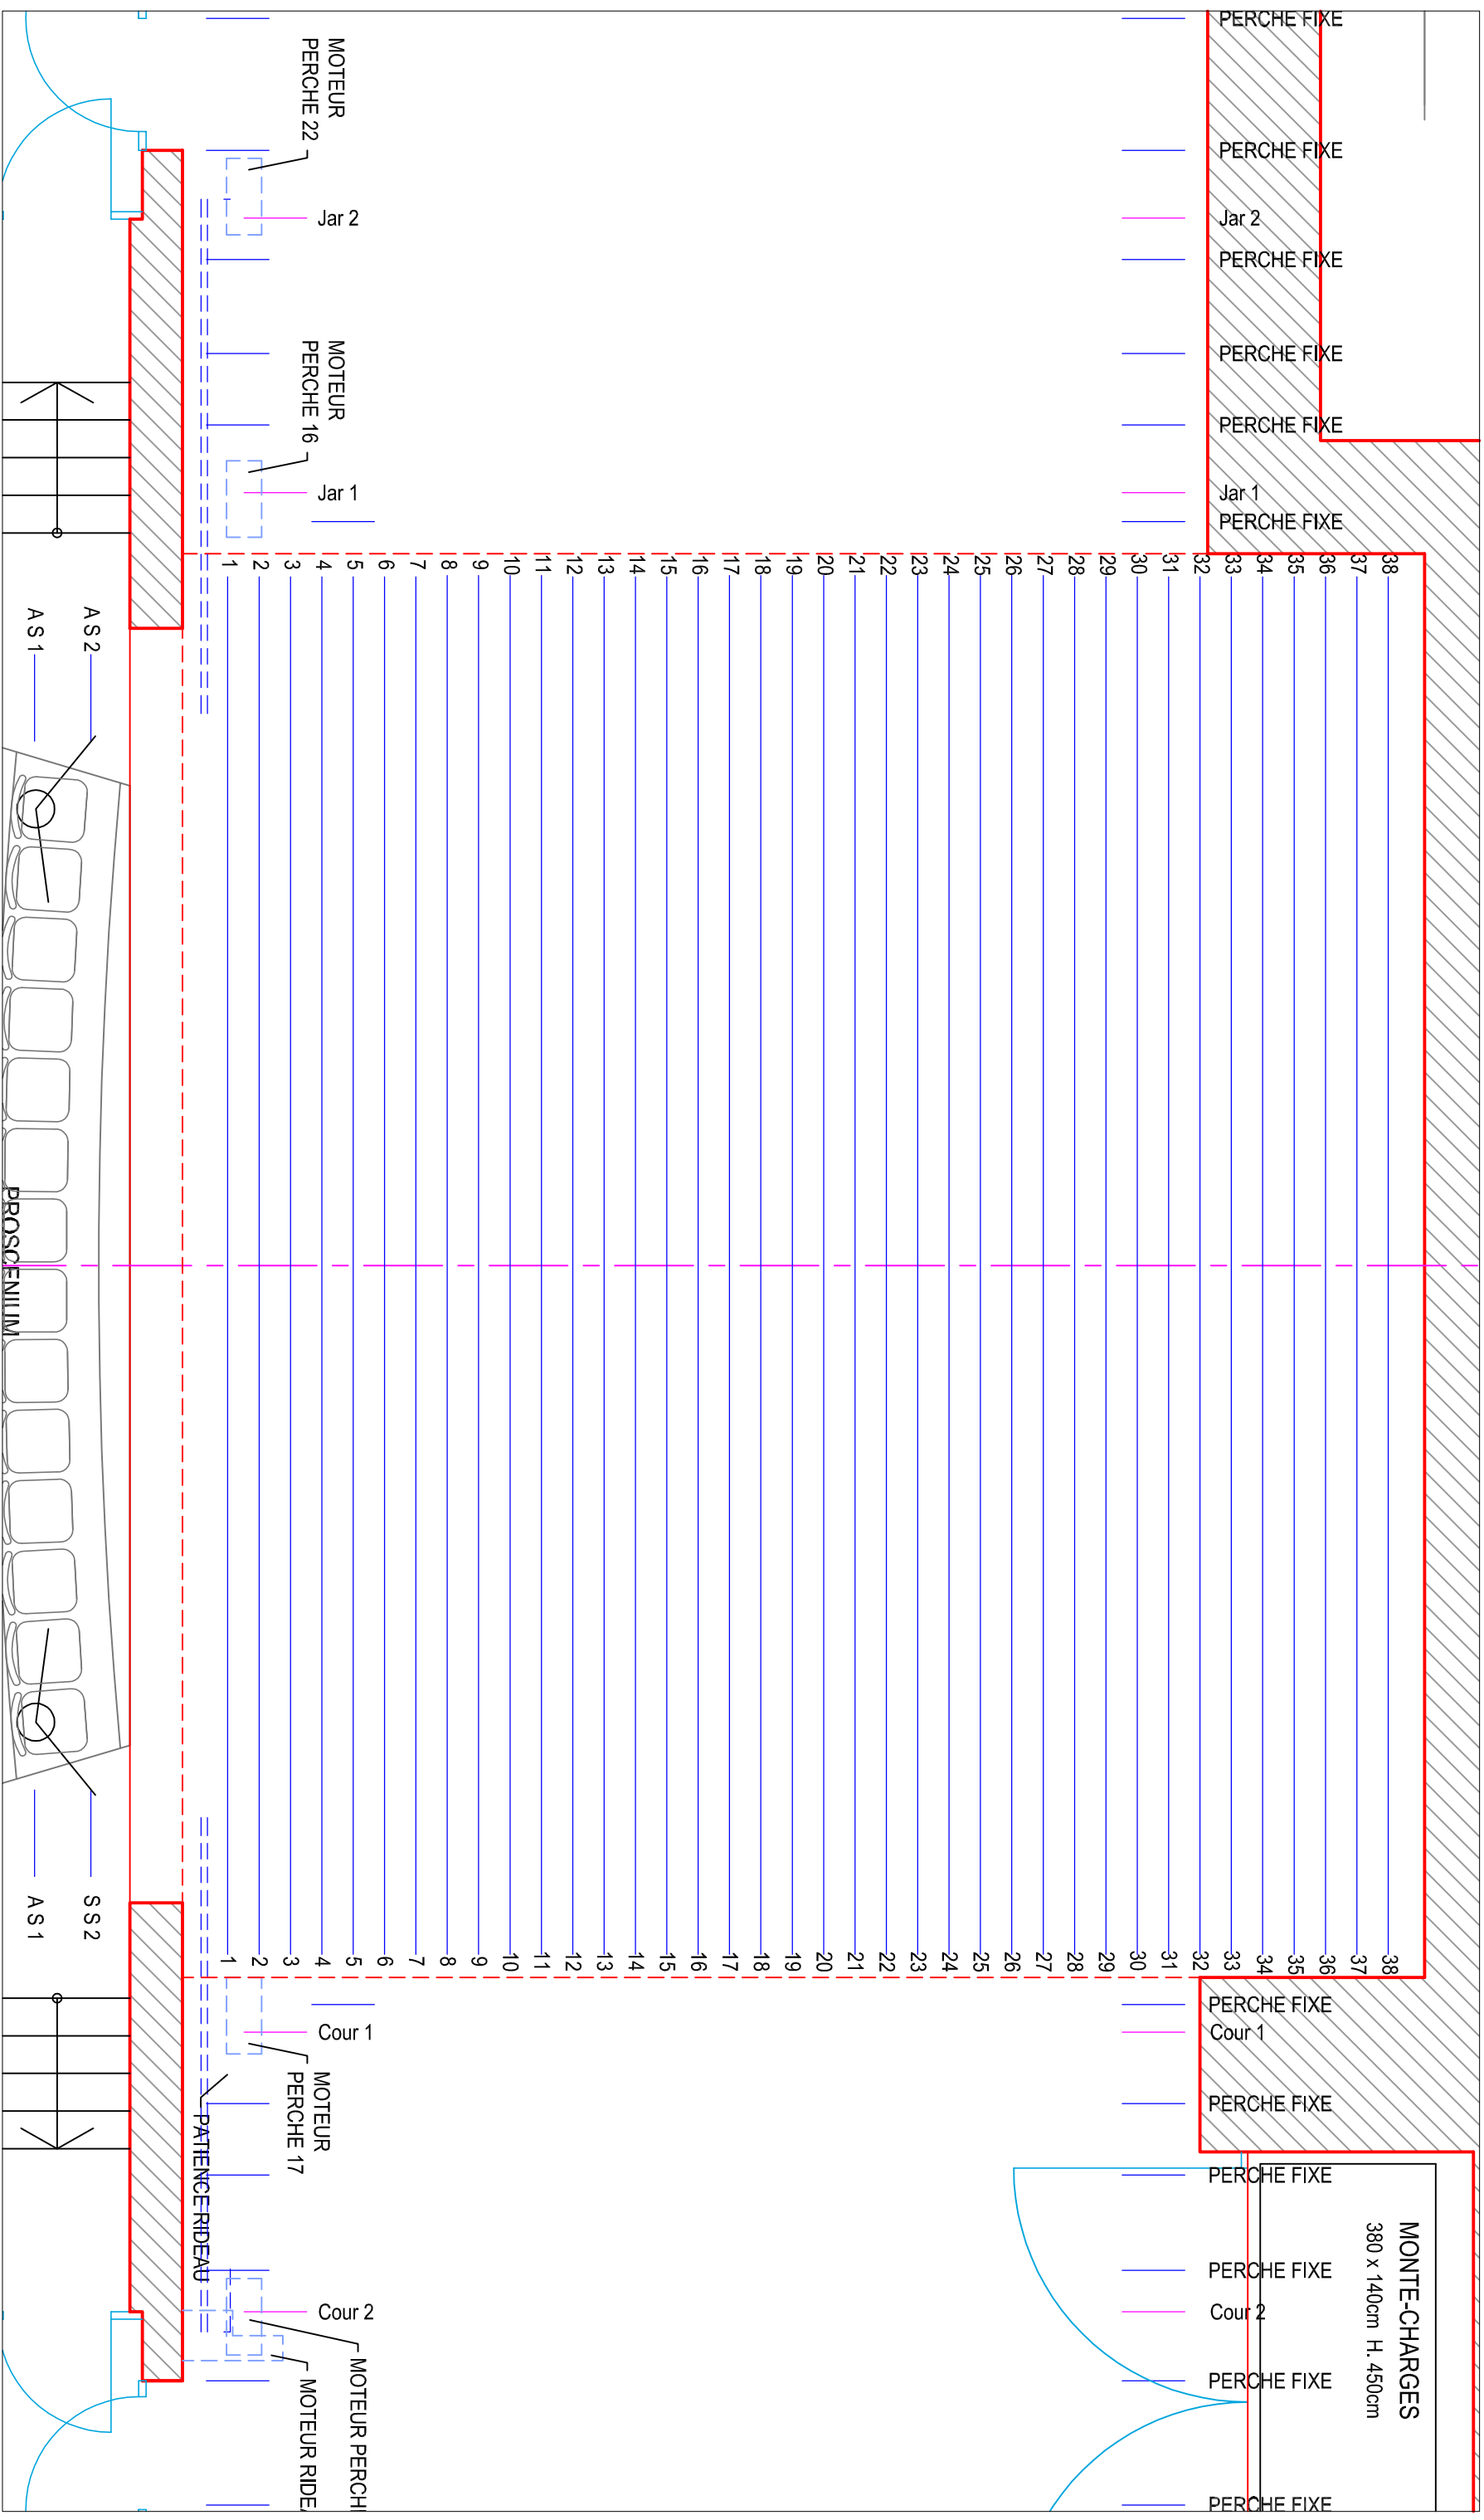 PERCHE FIXE
MOTEUR
PERCHE 22
PERCHE FIXE
Jar 2
Jar 2
PERCHE FIXE
MOTEUR
PERCHE 16
PERCHE FIXE
PERCHE FIXE
Jar 1
Jar 1
PERCHE FIXE
1 2 3 4 5 6 7 8 9 10 11 12 13 14 15 16 17 18 19 20 21 22 23 24 25 26 27 28 29 30 31 32 33 34 35 36 37 38
A S 1
A S 2
PROSCENIUM
A S 1
S S 2
1 2 3 4 5 6 7 8 9 10 11 12 13 14 15 16 17 18 19 20 21 22 23 24 25 26 27 28 29 30 31 32 33 34 35 36 37 38
PERCHE FIXE
Cour 1
Cour 1
MOTEUR
PERCHE 17
PERCHE FIXE
PATIENCE RIDEAU
PERCHE FIXE
MONTE-CHARGES
380 x 140cm H. 450cm
PERCHE FIXE
Cour 2
Cour 2
MOTEUR PERCH
MOTEUR RIDE
PERCHE FIXE
PERCHE FIXE